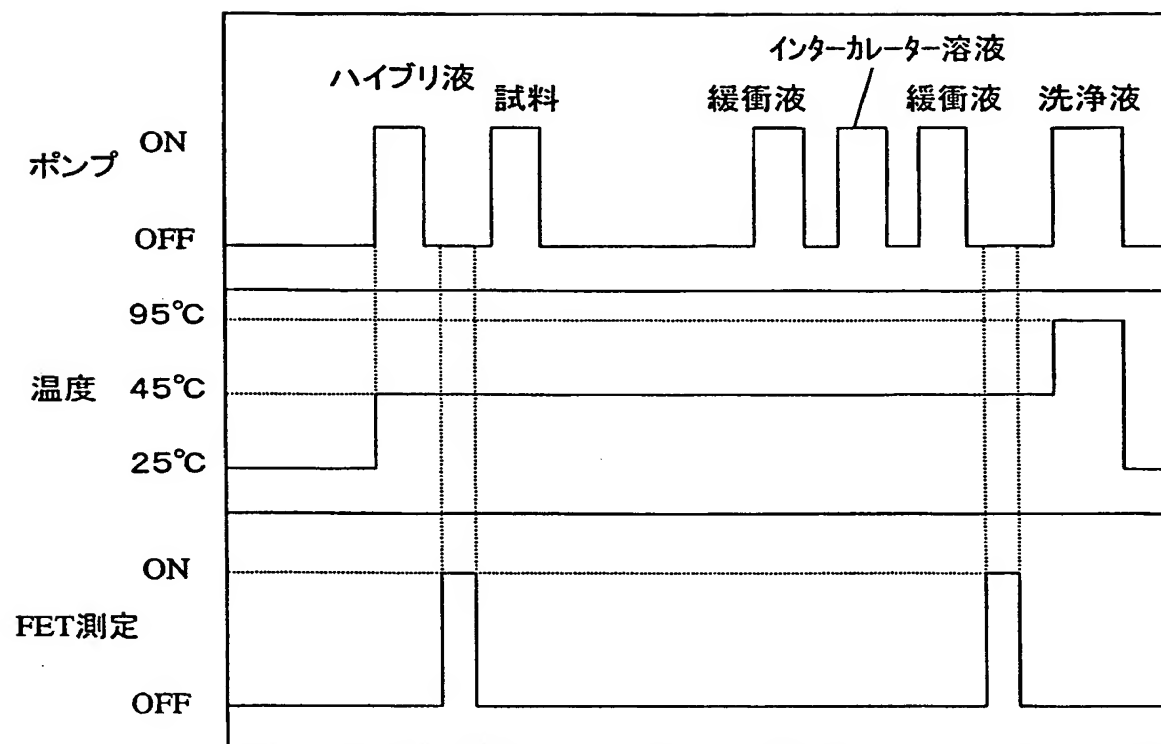 インターカレーター溶液
ハイブリ液
試料
緩衝液
緩衝液
洗浄液
ポンプ
ON
OFF
温度
95℃
45℃
25℃
FET測定
ON
OFF